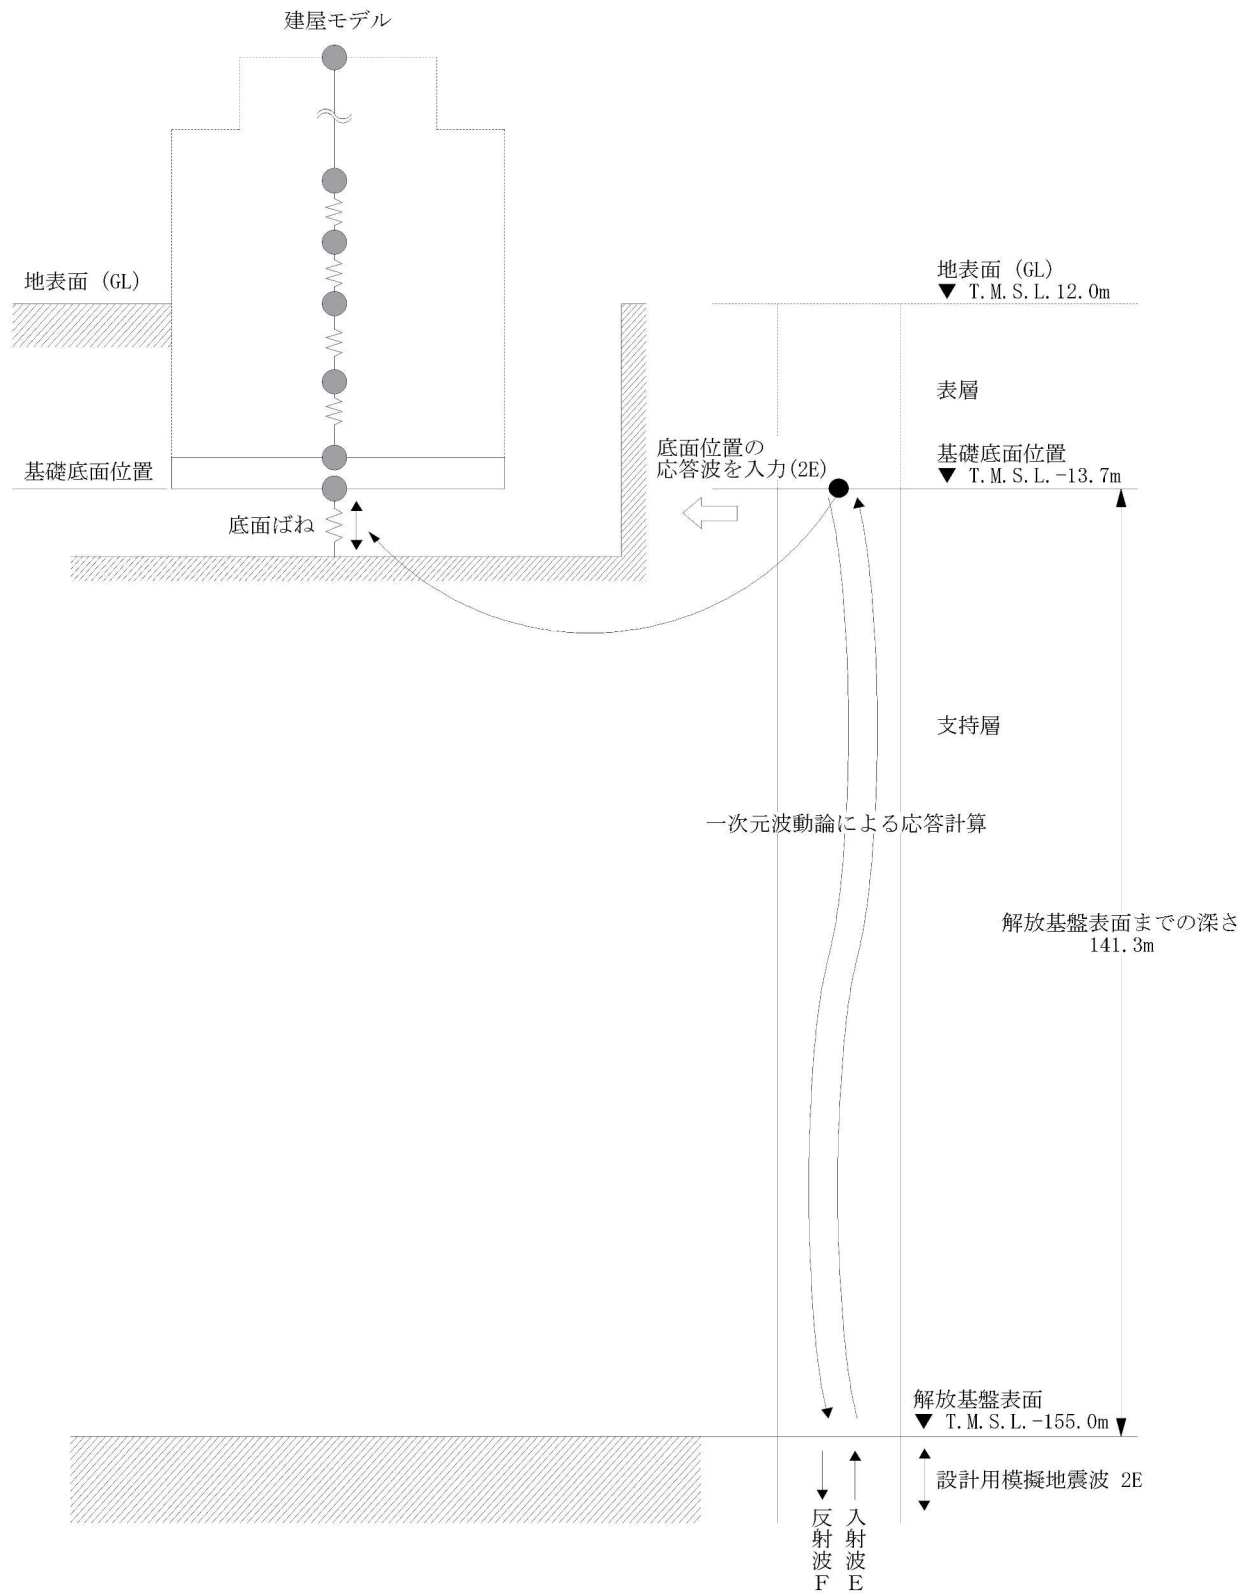 建屋モデル
地表面 (GL)
地表面 (GL)
▼ T.M.S.L.12.0m
表層
底面位置の
応答波を入力(2E)
基礎底面位置
基礎底面位置
▼ T.M.S.L.-13.7m
底面ばね
支持層
一次元波動論による応答計算
解放基盤表面までの深さ
141.3m
解放基盤表面
▼ T.M.S.L.-155.0m
設計用模擬地震波 2E
反射波F
入射波E